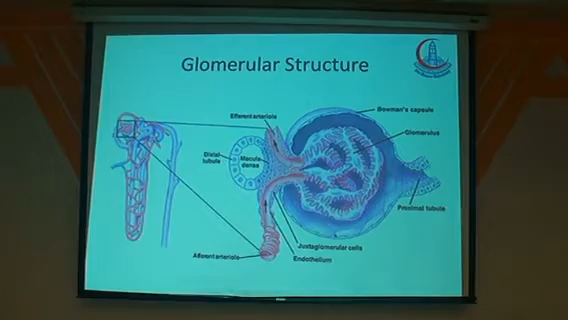 Glomerular Structure
Efferent arteriole
Bowman's capsule
Glomerulus
Distal
tubule
Macula
densa
Proximal tubule
Juxtaglomerular cells
Afferent arteriole
Endothelium